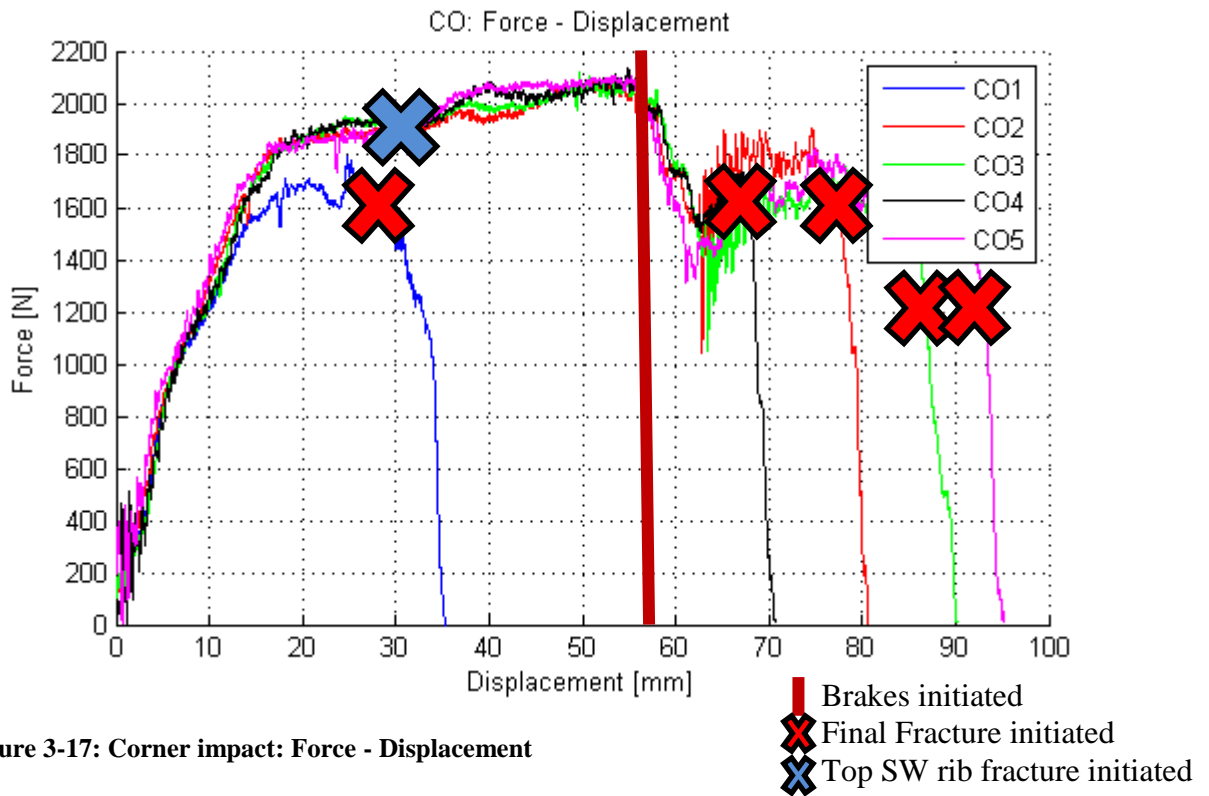 CO: Force - Displacement
2200
2000
1800
1600
1400
1200
1000
800
600
400
200
0
Force [N]
CO1
CO2
CO3
CO4
CO5
0 10 20 30 40 50 60 70 80 90 100
Displacement [mm]
Brakes initiated
Final Fracture initiated
Top SW rib fracture initiated
ure 3-17: Corner impact: Force - Displacement